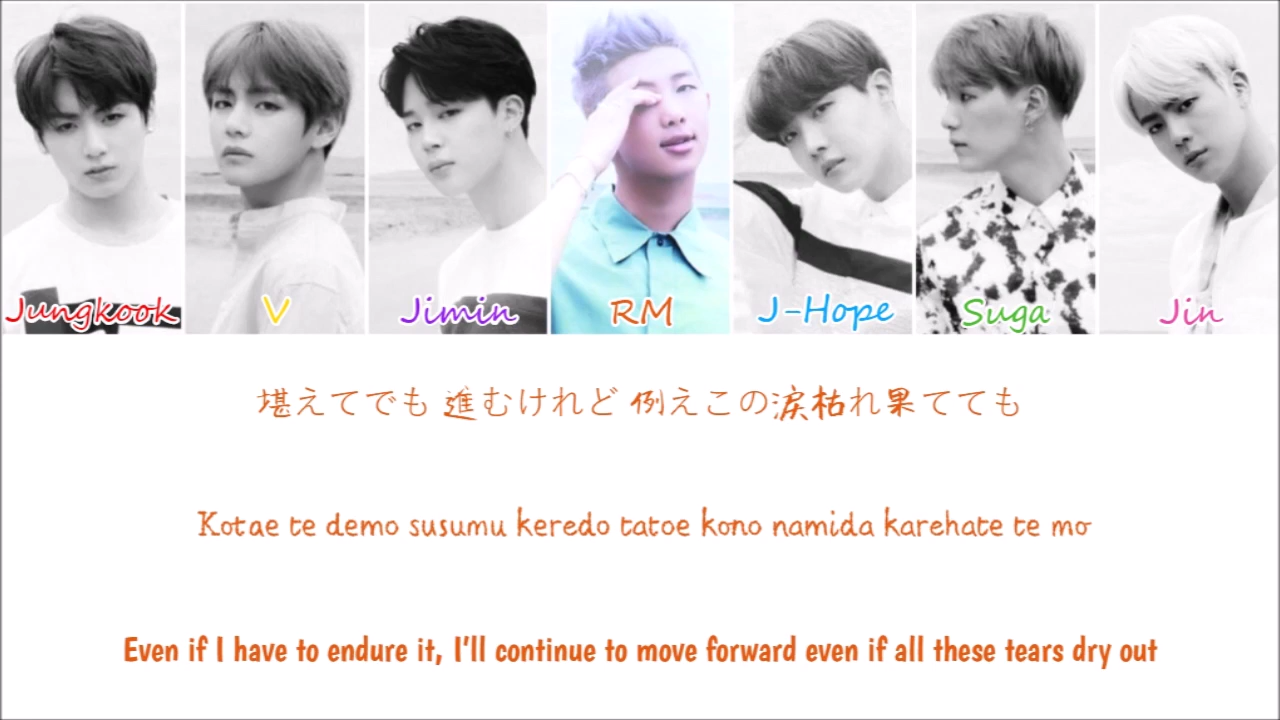 Jungkook V Jimin RM J-Hope Suga Jin
堪えてでも 進むけれど 例えこの涙枯れ果てても
Kotae te demo susumu keredo tatoe kono namida karehate te mo
Even if I have to endure it, I'll continue to move forward even if all these tears dry out